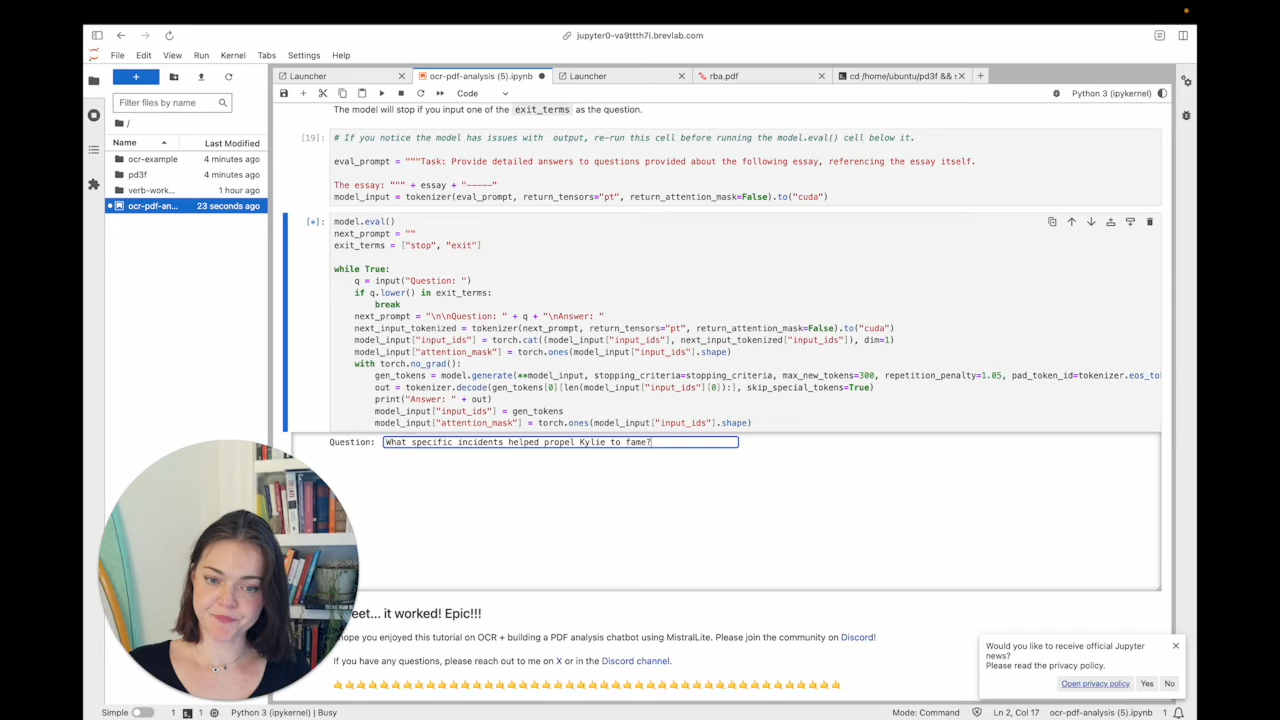 jupyter0-va9ttth7i.brevlab.com
File Edit View Run Kernel Tabs Settings Help
Launcher ocr-pdf-analysis (5).ipynb Launcher rba.pdf cd /home/ubuntu/pd3f && s
Filter files by name
Code
Python 3 (ipykernel)
/
Name Last Modified
ocr-example 4 minutes ago
pd3f 4 minutes ago
verb-work... 1 hour ago
ocr-pdf-an... 23 seconds ago
The model will stop if you input one of the exit_terms as the question.
[19]: # If you notice the model has issues with  output, re-run this cell before running the model.eval() cell below it.
eval_prompt = """Task: Provide detailed answers to questions provided about the following essay, referencing the essay itself.
The essay: """ + essay + "-----"
model_input = tokenizer(eval_prompt, return_tensors="pt", return_attention_mask=False).to("cuda")
[*]: model.eval()
next_prompt = ""
exit_terms = ["stop", "exit"]
while True:
q = input("Question: ")
if q.lower() in exit_terms:
break
next_prompt = "\n\nQuestion: " + q + "\nAnswer: "
next_input_tokenized = tokenizer(next_prompt, return_tensors="pt", return_attention_mask=False).to("cuda")
model_input["input_ids"] = torch.cat((model_input["input_ids"], next_input_tokenized["input_ids"]), dim=1)
model_input["attention_mask"] = torch.ones(model_input["input_ids"].shape)
with torch.no_grad():
gen_tokens = model.generate(**model_input, stopping_criteria=stopping_criteria, max_new_tokens=300, repetition_penalty=1.05, pad_token_id=tokenizer.eos_to
out = tokenizer.decode(gen_tokens[0][len(model_input["input_ids"][0]):], skip_special_tokens=True)
print("Answer: " + out)
model_input["input_ids"] = gen_tokens
model_input["attention_mask"] = torch.ones(model_input["input_ids"].shape)
Question: What specific incidents helped propel Kylie to fame?
eet... it worked! Epic!!!
hope you enjoyed this tutorial on OCR + building a PDF analysis chatbot using MistralLite. Please join the community on Discord!
If you have any questions, please reach out to me on X or in the Discord channel.
Would you like to receive official Jupyter
news?
Please read the privacy policy.
Open privacy policy Yes No
Simple 1 1 Python 3 (ipykernel) | Busy Mode: Command Ln 2, Col 17 ocr-pdf-analysis (5).ipynb 1